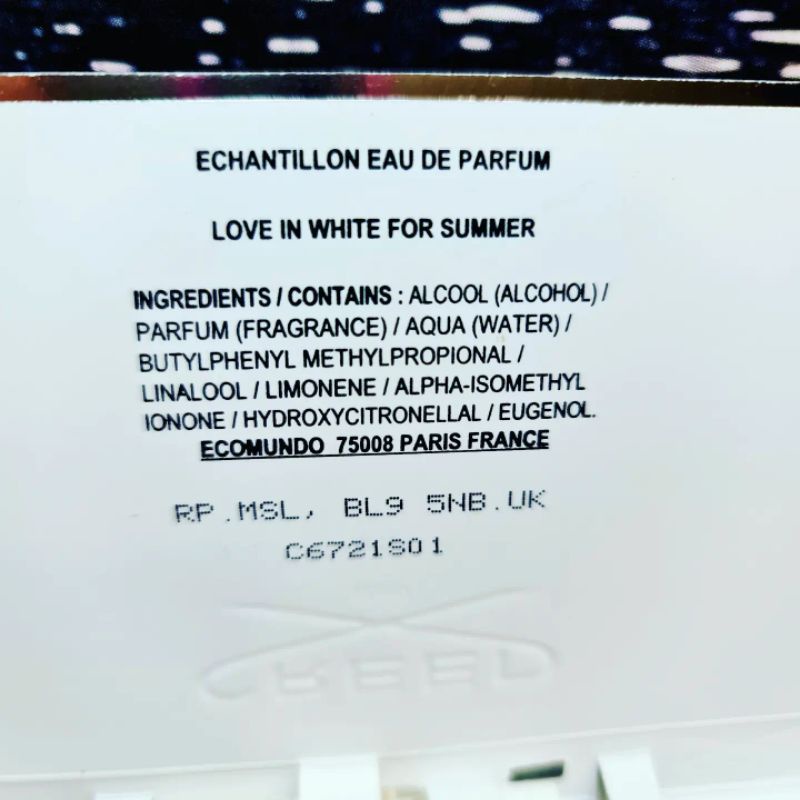 ECHANTILLON EAU DE PARFUM
LOVE IN WHITE FOR SUMMER
INGREDIENTS / CONTAINS : ALCOOL (ALCOHOL) /
PARFUM (FRAGRANCE) / AQUA (WATER) /
BUTYLPHENYL METHYLPROPIONAL /
LINALOOL / LIMONENE / ALPHA-ISOMETHYL
IONONE / HYDROXYCITRONELLAL / EUGENOL.
ECOMUNDO 75008 PARIS FRANCE
RP.MSL, BL9 5NB.UK
C6721S01